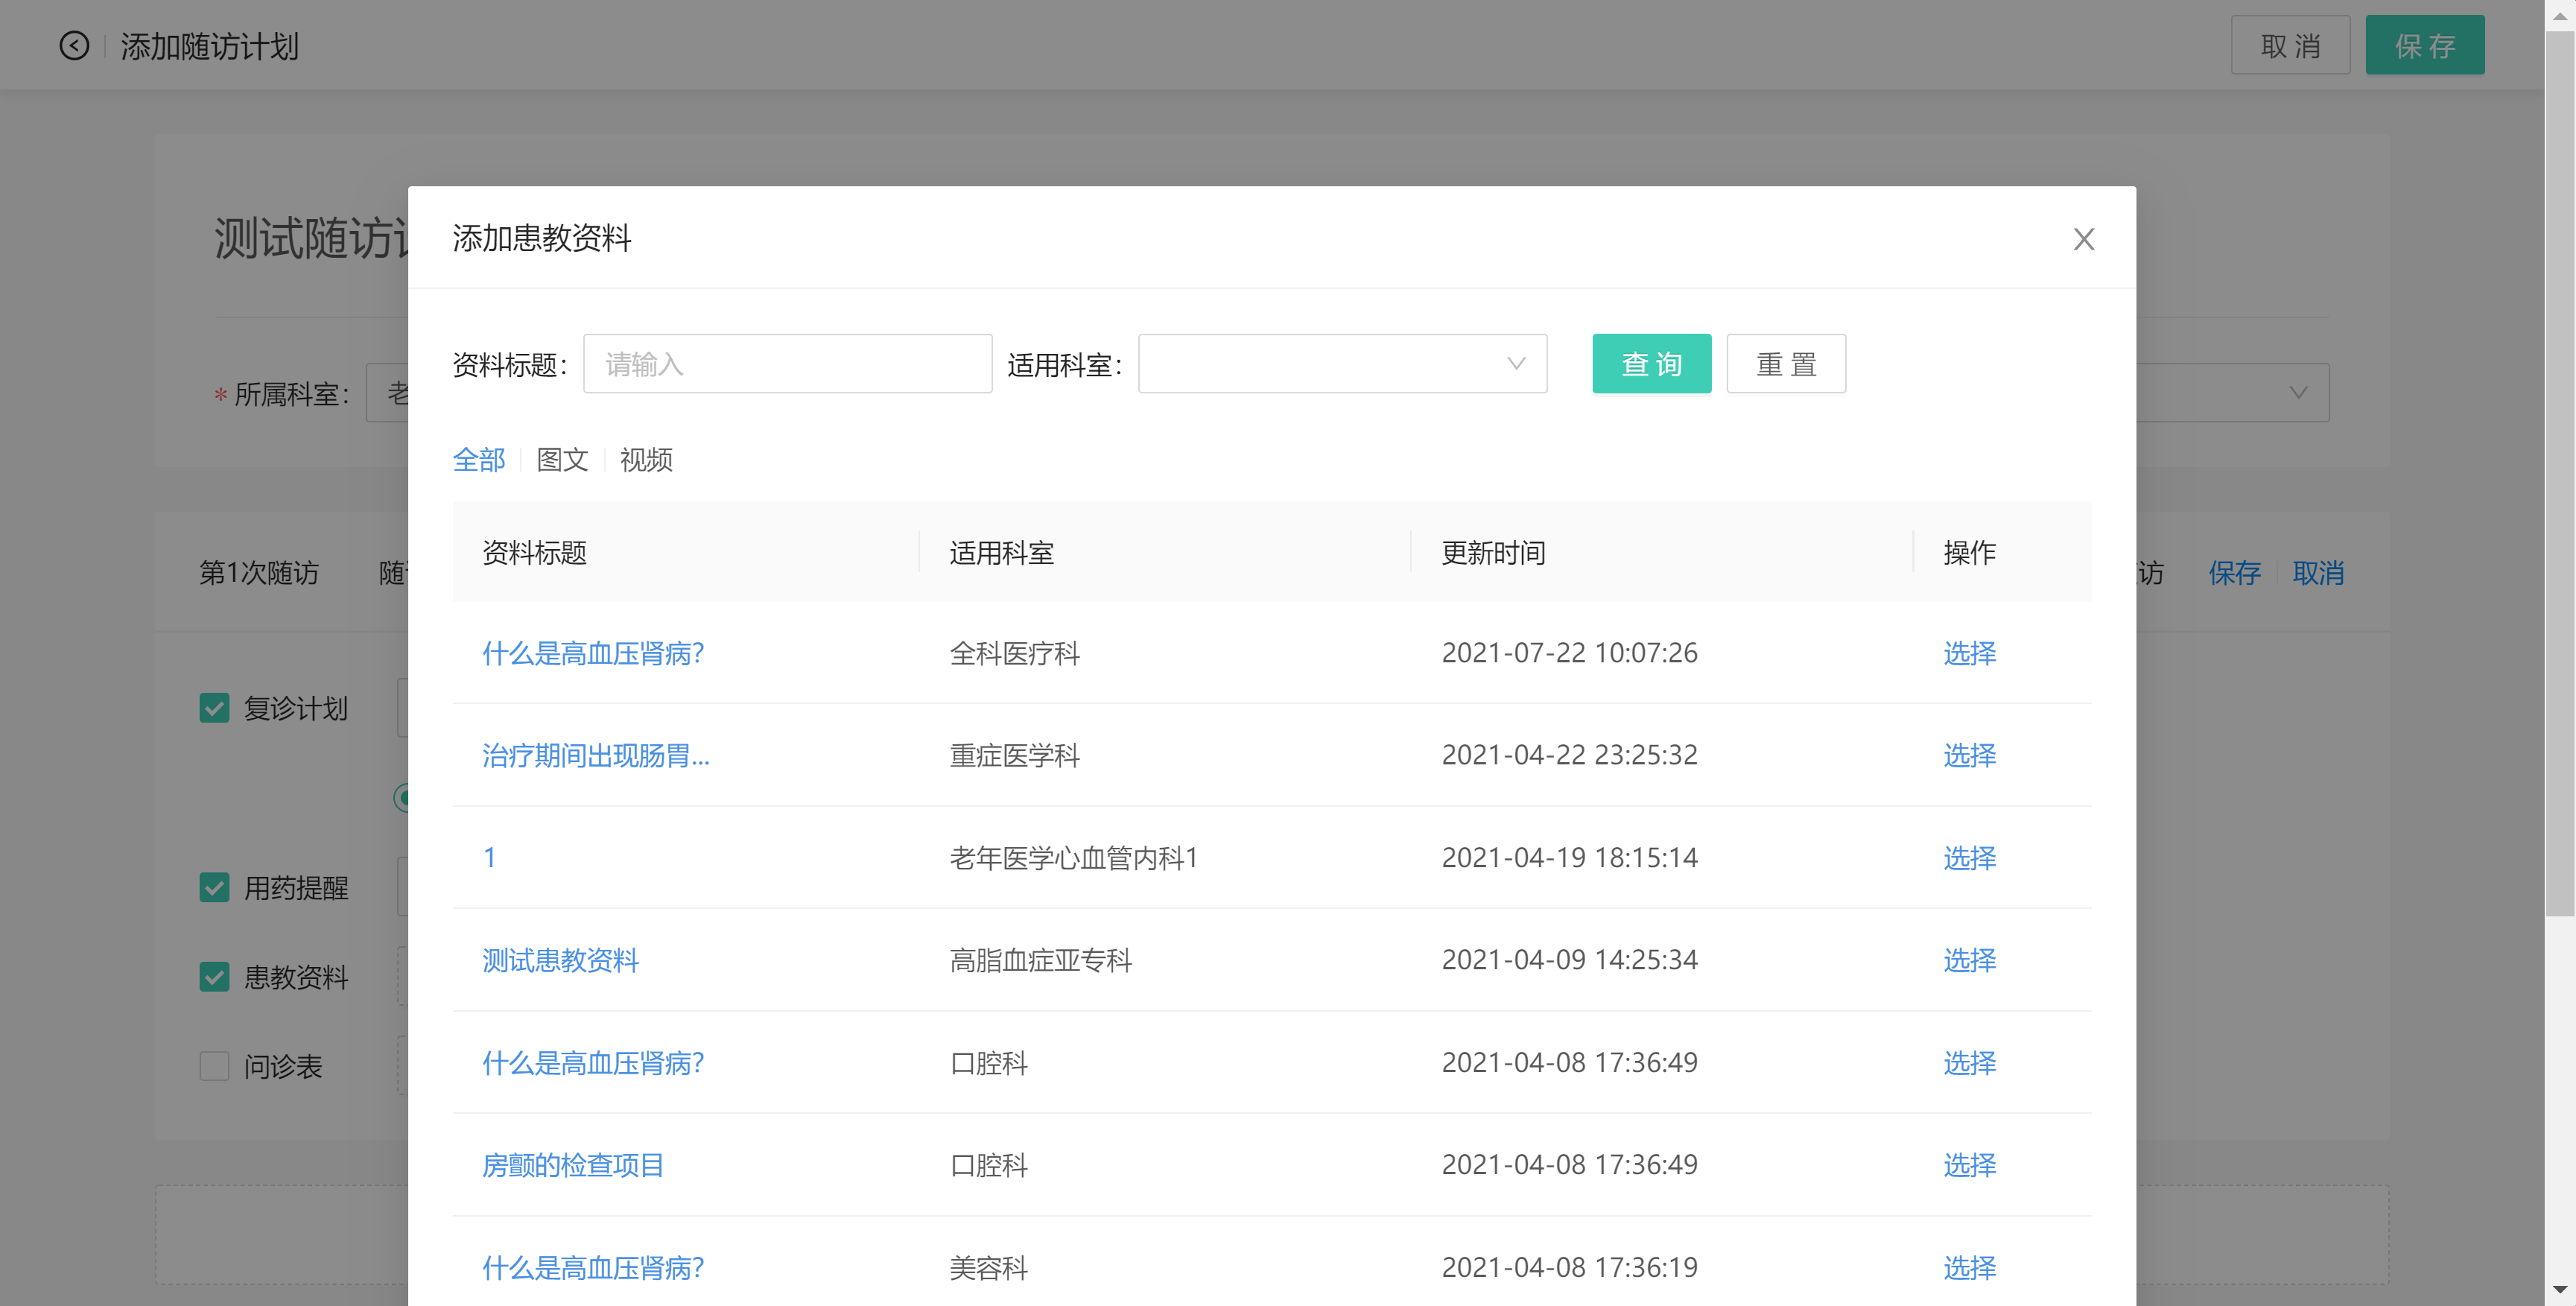 添加随访计划
取 消
保 存
测试随访
* 所属科室:
老
添加患教资料
资料标题:
请输入
适用科室:
查 询
重 置
全部
图文
视频
资料标题 适用科室 更新时间 操作
什么是高血压肾病? 全科医疗科 2021-07-22 10:07:26 选择
治疗期间出现肠胃... 重症医学科 2021-04-22 23:25:32 选择
1 老年医学心血管内科1 2021-04-19 18:15:14 选择
测试患教资料 高脂血症亚专科 2021-04-09 14:25:34 选择
什么是高血压肾病? 口腔科 2021-04-08 17:36:49 选择
房颤的检查项目 口腔科 2021-04-08 17:36:49 选择
什么是高血压肾病? 美容科 2021-04-08 17:36:19 选择
第1次随访
随
访
保存
取消
复诊计划
用药提醒
患教资料
问诊表